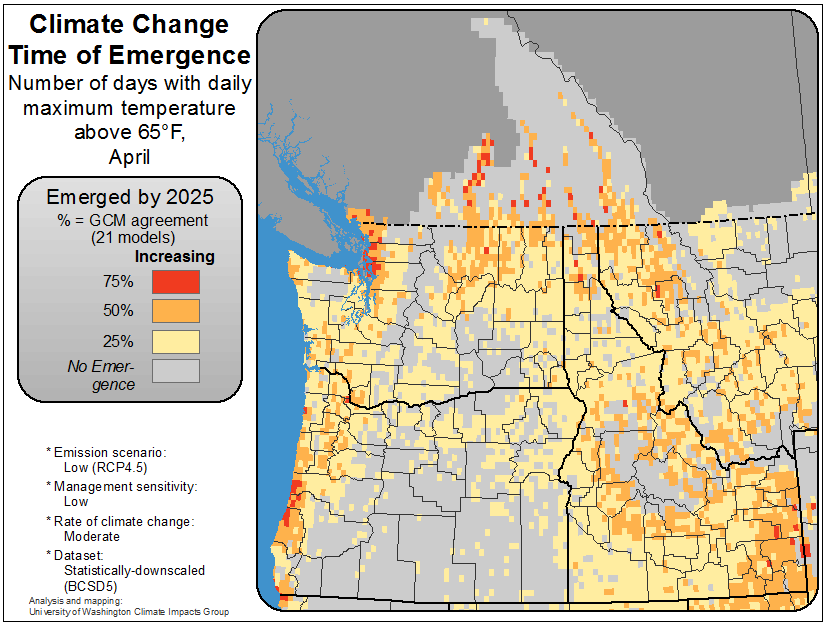 Climate Change
Time of Emergence
Number of days with daily
maximum temperature
above 65°F,
April
Emerged by 2025
% = GCM agreement
(21 models)
Increasing
75%
50%
25%
No Emer-
gence
* Emission scenario:
Low (RCP4.5)
* Management sensitivity:
Low
* Rate of climate change:
Moderate
* Dataset:
Statistically-downscaled
(BCSD5)
Analysis and mapping:
University of Washington Climate Impacts Group